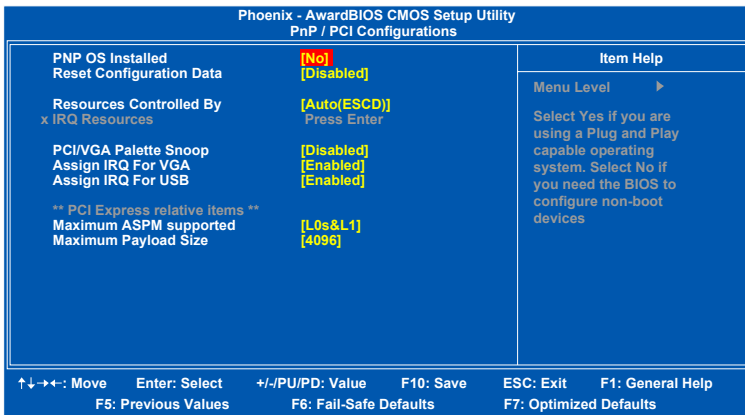 Phoenix - AwardBIOS CMOS Setup Utility
PnP / PCI Configurations
PNP OS Installed [No]
Reset Configuration Data [Disabled]
Resources Controlled By [Auto(ESCD)]
x IRQ Resources Press Enter
PCI/VGA Palette Snoop [Disabled]
Assign IRQ For VGA [Enabled]
Assign IRQ For USB [Enabled]
** PCI Express relative items **
Maximum ASPM supported [L0s&L1]
Maximum Payload Size [4096]
Item Help
Menu Level ▶
Select Yes if you are
using a Plug and Play
capable operating
system. Select No if
you need the BIOS to
configure non-boot
devices
↑↓→←: Move Enter: Select +/-/PU/PD: Value F10: Save ESC: Exit F1: General Help
F5: Previous Values F6: Fail-Safe Defaults F7: Optimized Defaults